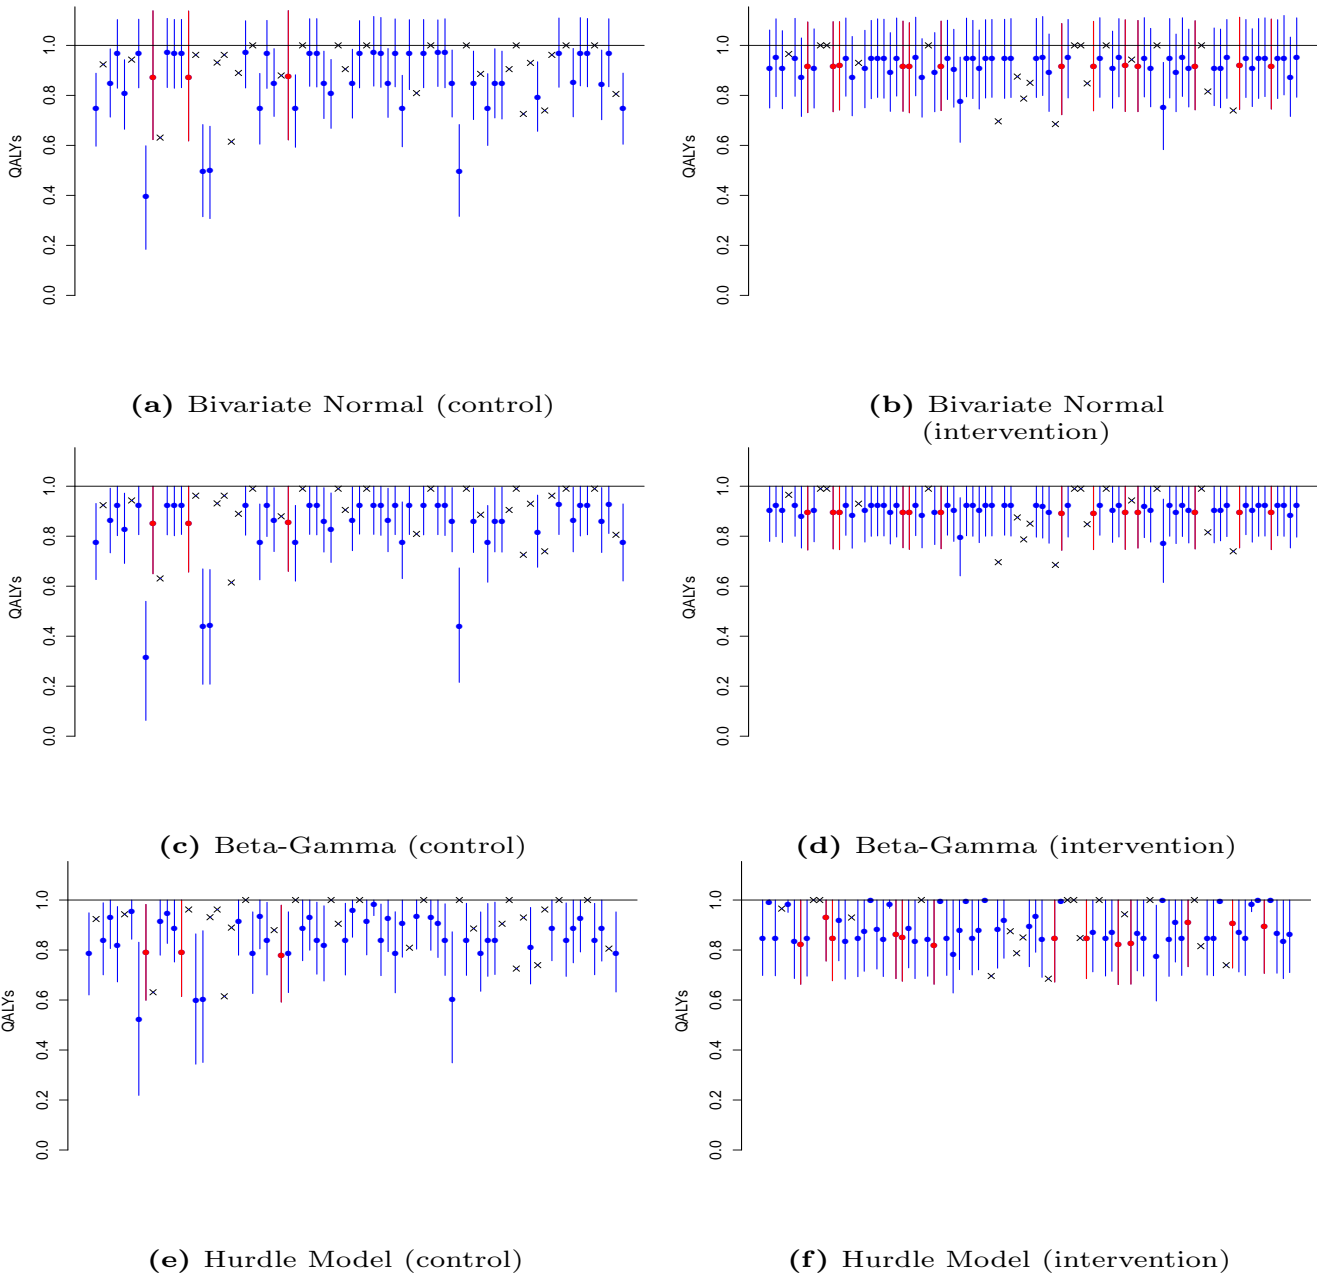 QALYs
0.0 0.2 0.4 0.6 0.8 1.0
(a) Bivariate Normal (control)
QALYs
0.0 0.2 0.4 0.6 0.8 1.0
(b) Bivariate Normal
(intervention)
QALYs
0.0 0.2 0.4 0.6 0.8 1.0
(c) Beta-Gamma (control)
QALYs
0.0 0.2 0.4 0.6 0.8 1.0
(d) Beta-Gamma (intervention)
QALYs
0.0 0.2 0.4 0.6 0.8 1.0
(e) Hurdle Model (control)
QALYs
0.0 0.2 0.4 0.6 0.8 1.0
(f) Hurdle Model (intervention)